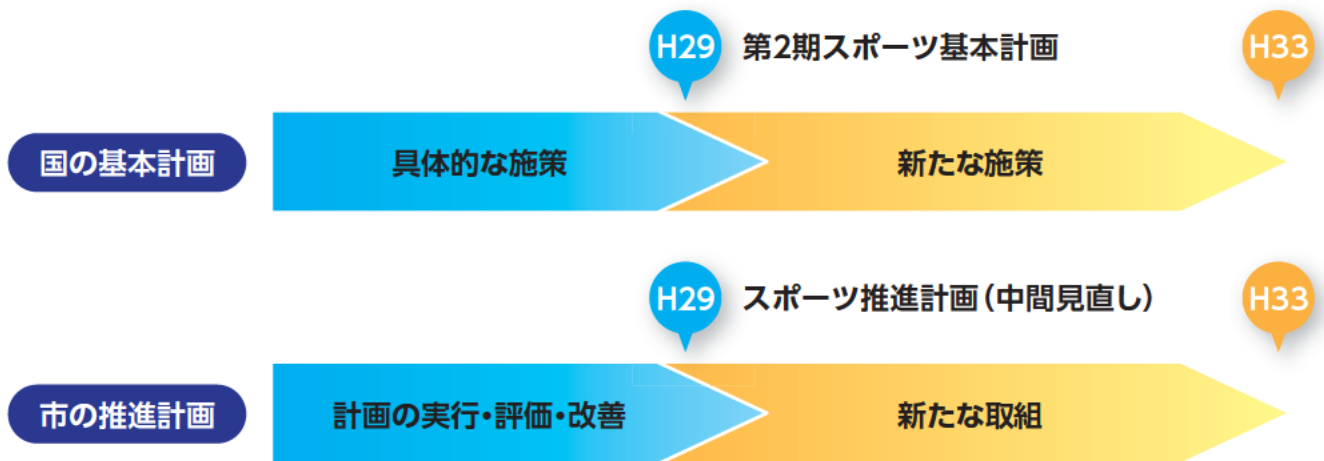 H29 第2期スポーツ基本計画 H33
国の基本計画 具体的な施策 新たな施策
H29 スポーツ推進計画（中間見直し） H33
市の推進計画 計画の実行・評価・改善 新たな取組